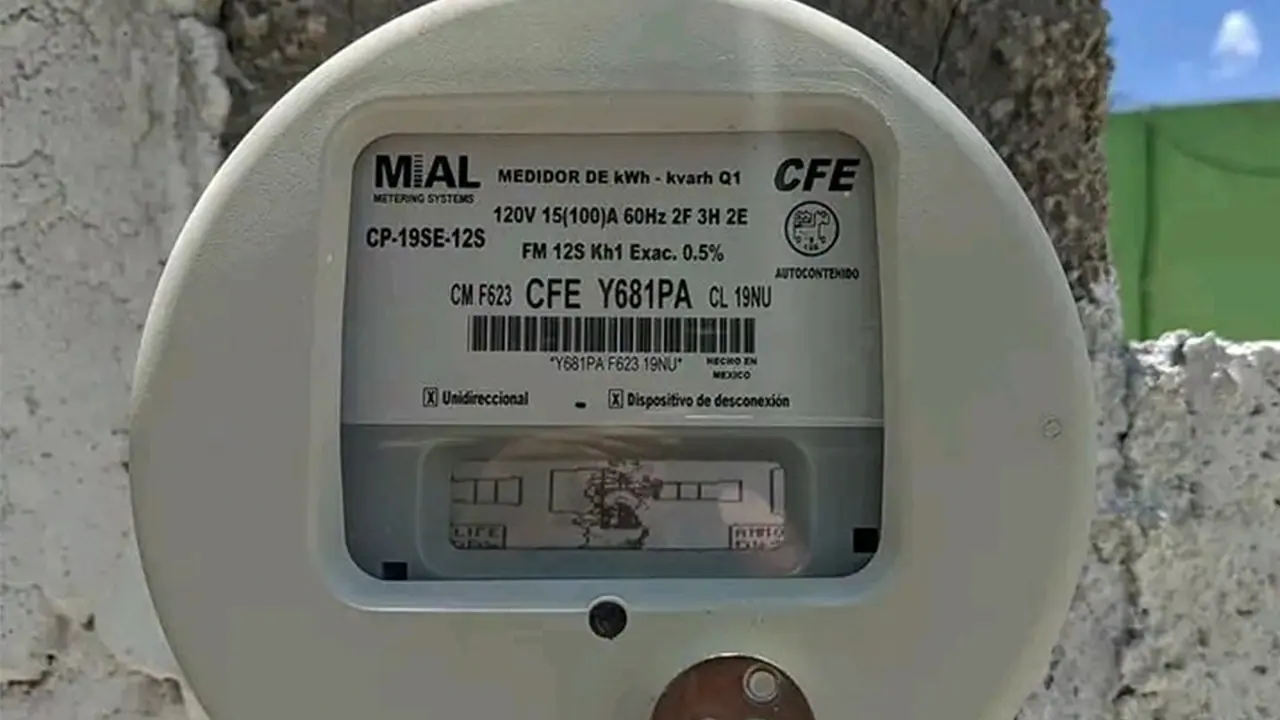 MIAL
METERING SYSTEMS
MEDIDOR DE kWh - kvarh Q1
CFE
120V 15(100)A 60Hz 2F 3H 2E
CP-19SE-12S
FM 12S Kh1 Exac. 0.5%
AUTOCONTENIDO
CM F623 CFE Y681PA CL 19NU
*Y681PA F623 19NU*
HECHO EN
MEXICO
X Unidireccional - X Dispositivo de desconexión
LIFE